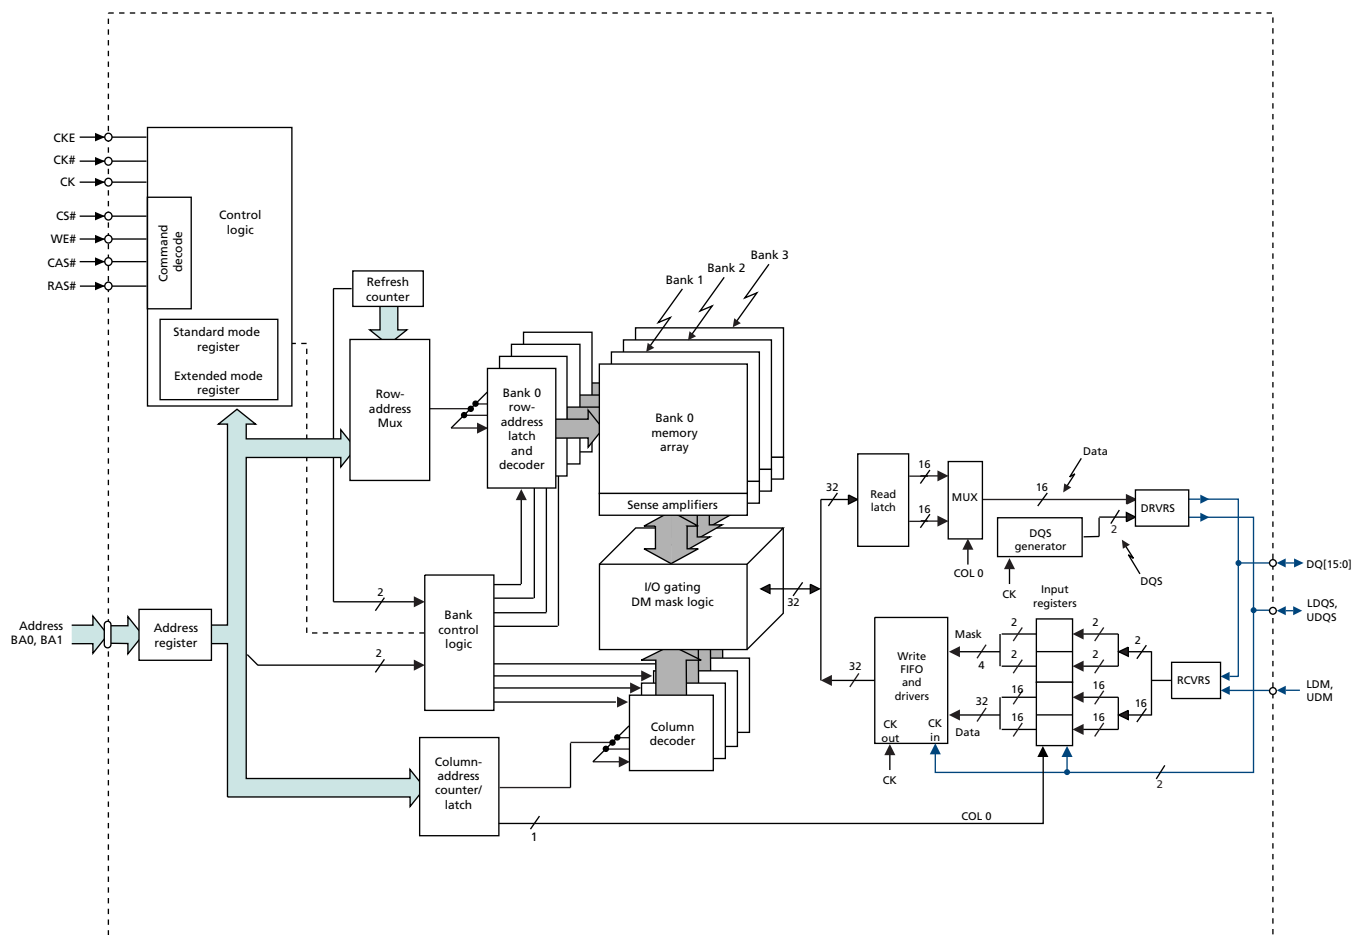 CKE
CK#
CK
CS#
WE#
CAS#
RAS#
Command
decode
Control
logic
Standard mode
register
Extended mode
register
Refresh
counter
Row-
address
Mux
Bank 0
row-
address
latch
and
decoder
Bank 1
Bank 2
Bank 3
Bank 0
memory
array
Sense amplifiers
I/O gating
DM mask logic
32
32
Read
latch
16
16
MUX
COL 0
16
Data
DQS
generator
CK
2
DQS
DRVRS
DQ[15:0]
LDQS,
UDQS
LDM,
UDM
RCVRS
Input
registers
2
2
2
2
2
16
16
16
16
16
Mask
4
32
Data
Write
FIFO
and
drivers
CK
out
CK
in
CK
32
2
Address
BA0, BA1
Address
register
2
2
Bank
control
logic
Column
decoder
Column-
address
counter/
latch
1
COL 0